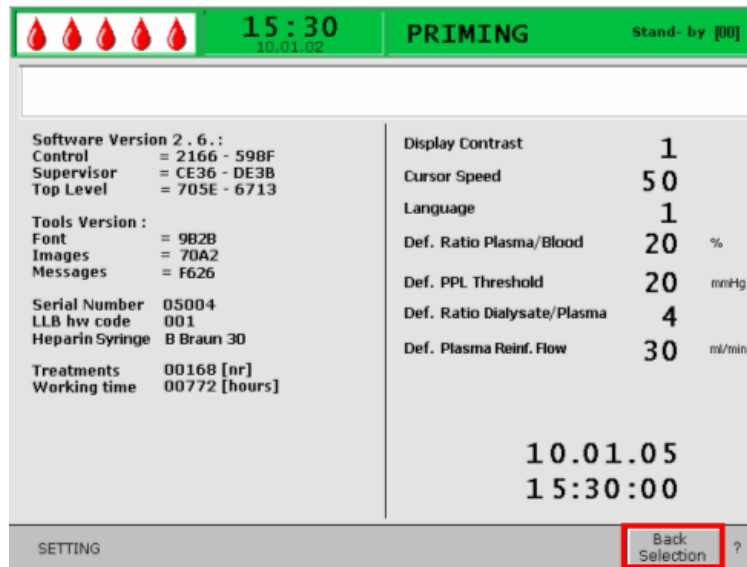 15:30
10.01.02
PRIMING
Stand- by [00]
Software Version 2 . 6 . :
Control = 2166 - 598F
Supervisor = CE36 - DE3B
Top Level = 705E - 6713
Tools Version :
Font = 9B2B
Images = 70A2
Messages = F626
Serial Number 05004
LLB hw code 001
Heparin Syringe B Braun 30
Treatments 00168 [nr]
Working time 00772 [hours]
Display Contrast 1
Cursor Speed 50
Language 1
Def. Ratio Plasma/Blood 20 %
Def. PPL Threshold 20 mmHg
Def. Ratio Dialysate/Plasma 4
Def. Plasma Reinf. Flow 30 ml/min
10.01.05
15:30:00
SETTING
Back
Selection
?